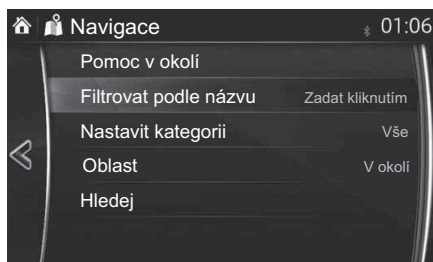 Navigace 01:06
Pomoc v okolí
Filtrovat podle názvu Zadat kliknutím
Nastavit kategorii Vše
Oblast V okolí
Hledej